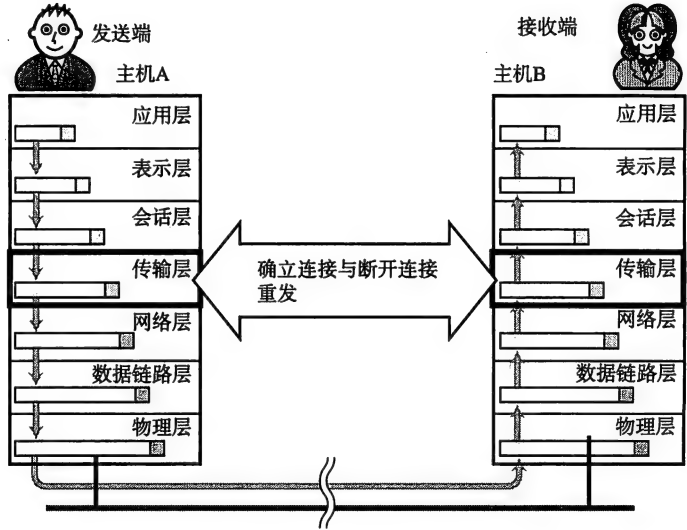 发送端
主机A
应用层
表示层
会话层
传输层
网络层
数据链路层
物理层
确立连接与断开连接
重发
接收端
主机B
应用层
表示层
会话层
传输层
网络层
数据链路层
物理层